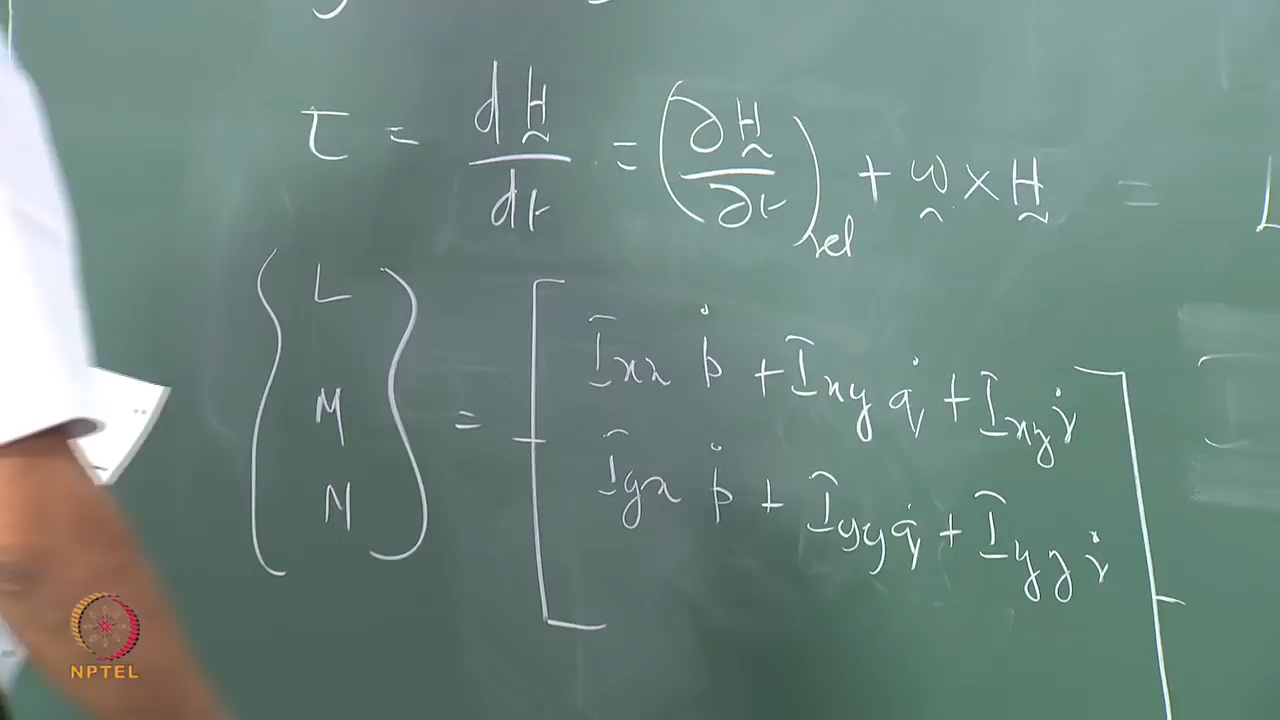 τ = dH/dt = (∂H/∂t)rel + ω × H =
L
M
N
=
Ixx ṗ + Ixy q̇ + Ixz ṙ
Iyx ṗ + Iyy q̇ + Iyz ṙ
NPTEL